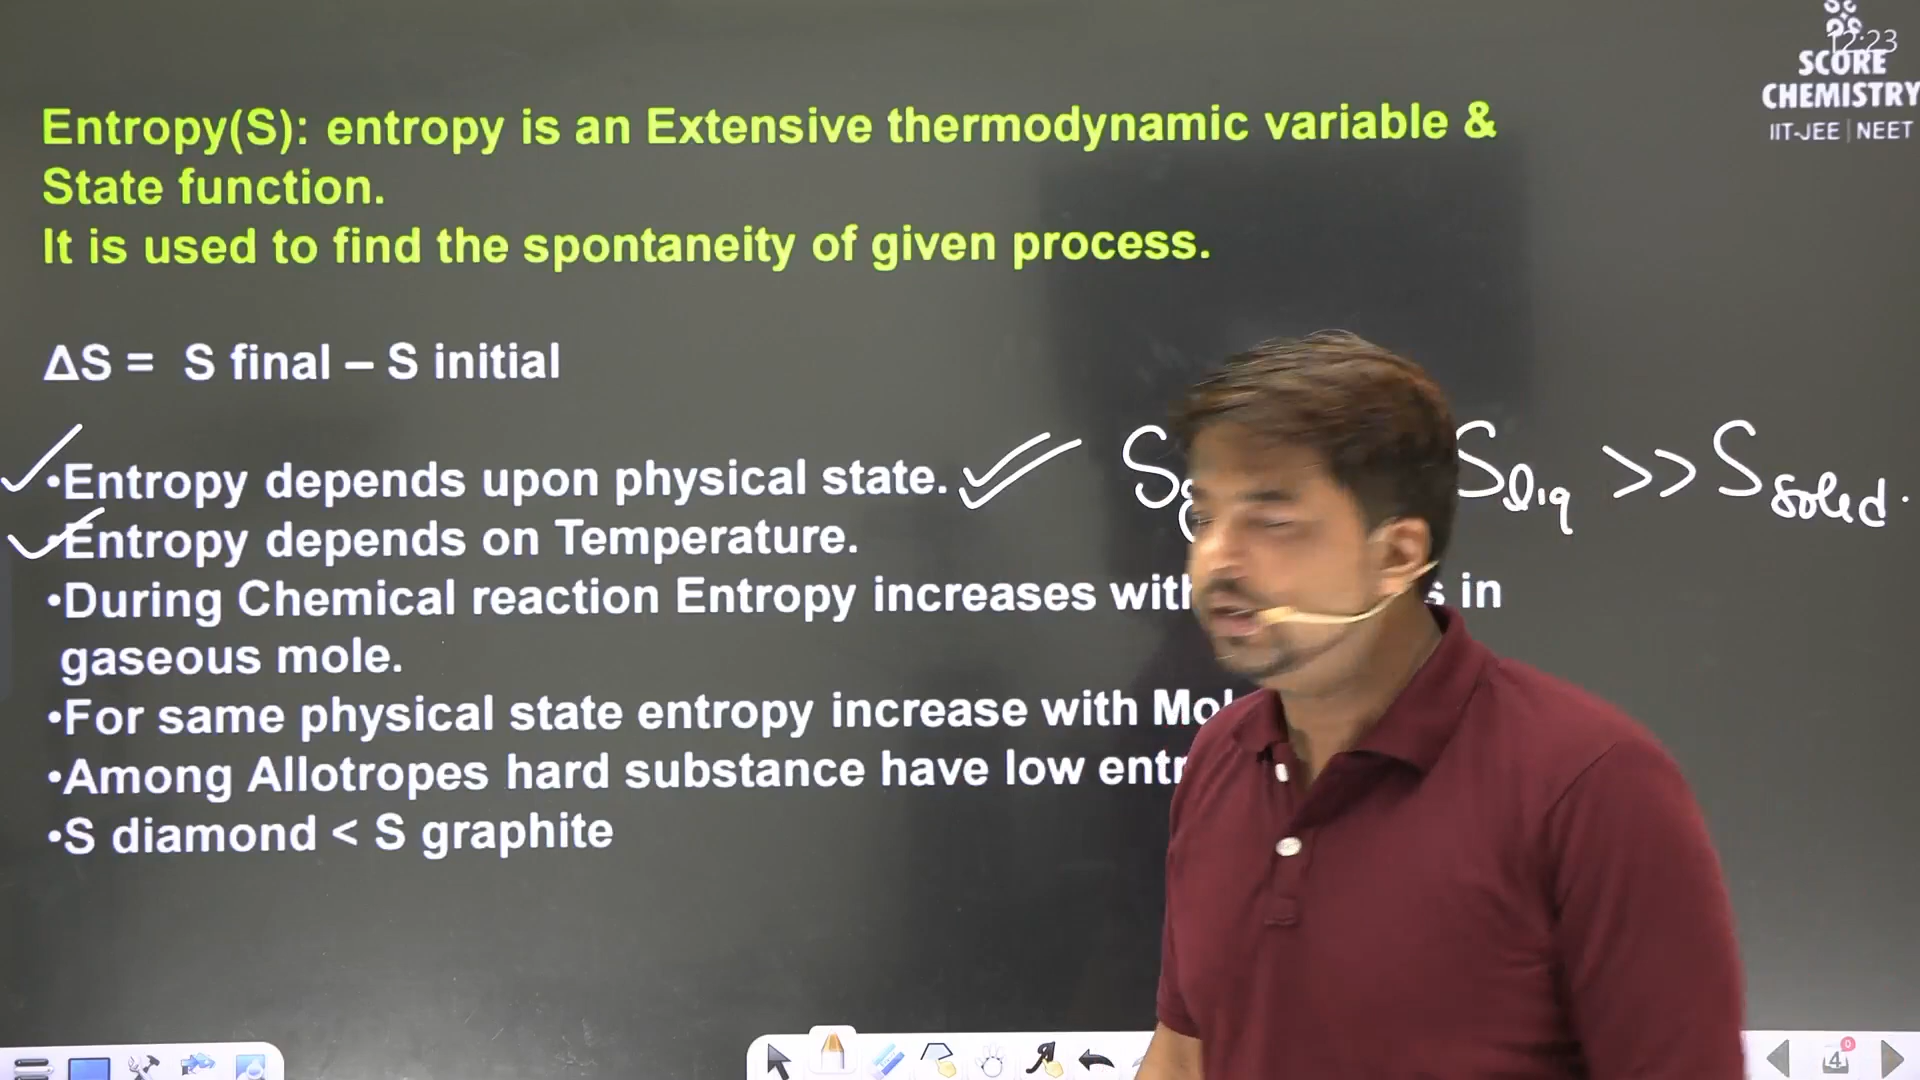 12:23
SCORE
CHEMISTRY
IIT-JEE | NEET
Entropy(S): entropy is an Extensive thermodynamic variable &
State function.
It is used to find the spontaneity of given process.
ΔS = S final – S initial
•Entropy depends upon physical state. S S liq >> S solid.
•Entropy depends on Temperature.
•During Chemical reaction Entropy increases with in
gaseous mole.
•For same physical state entropy increase with
•Among Allotropes hard substance have low
•S diamond < S graphite
4
0